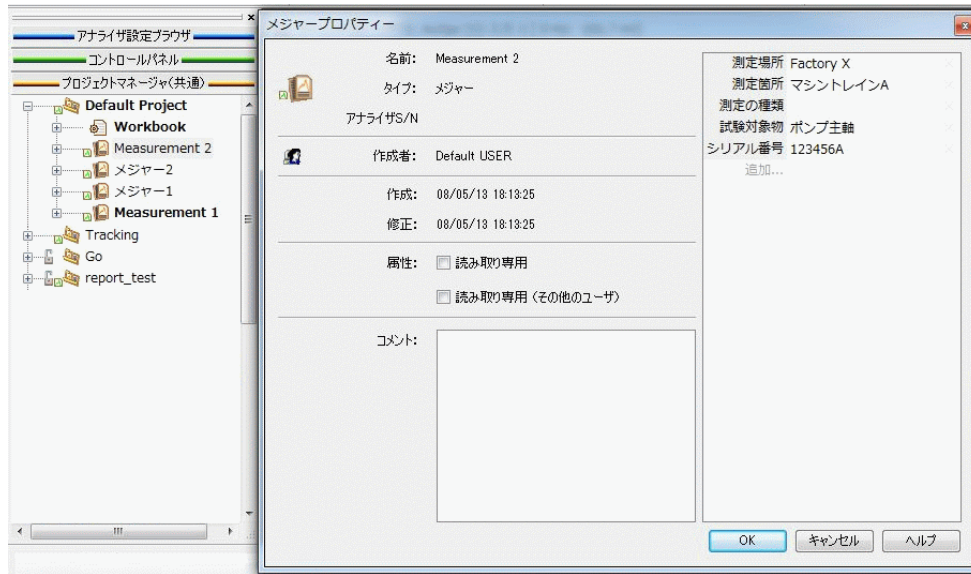 アナライザ設定ブラウザ
コントロールパネル
プロジェクトマネージャ(共通)
Default Project
Workbook
Measurement 2
メジャー2
メジャー1
Measurement 1
Tracking
Go
report_test
メジャープロパティー
名前: Measurement 2
タイプ: メジャー
アナライザS/N
作成者: Default USER
作成: 08/05/13 18:13:25
修正: 08/05/13 18:13:25
属性: 読み取り専用
読み取り専用 (その他のユーザ)
コメント:
測定場所 Factory X
測定箇所 マシントレインA
測定の種類
試験対象物 ポンプ主軸
シリアル番号 123456A
追加...
OK キャンセル ヘルプ